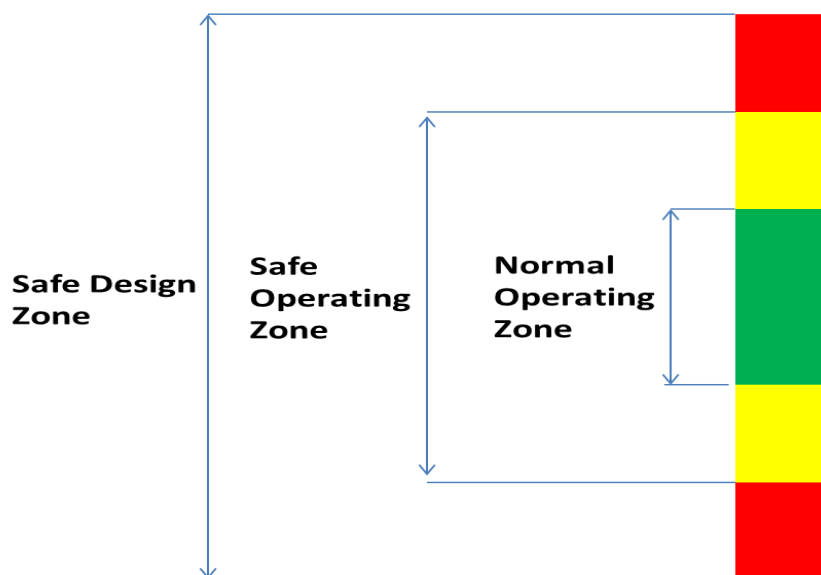 Safe Design
Zone
Safe
Operating
Zone
Normal
Operating
Zone